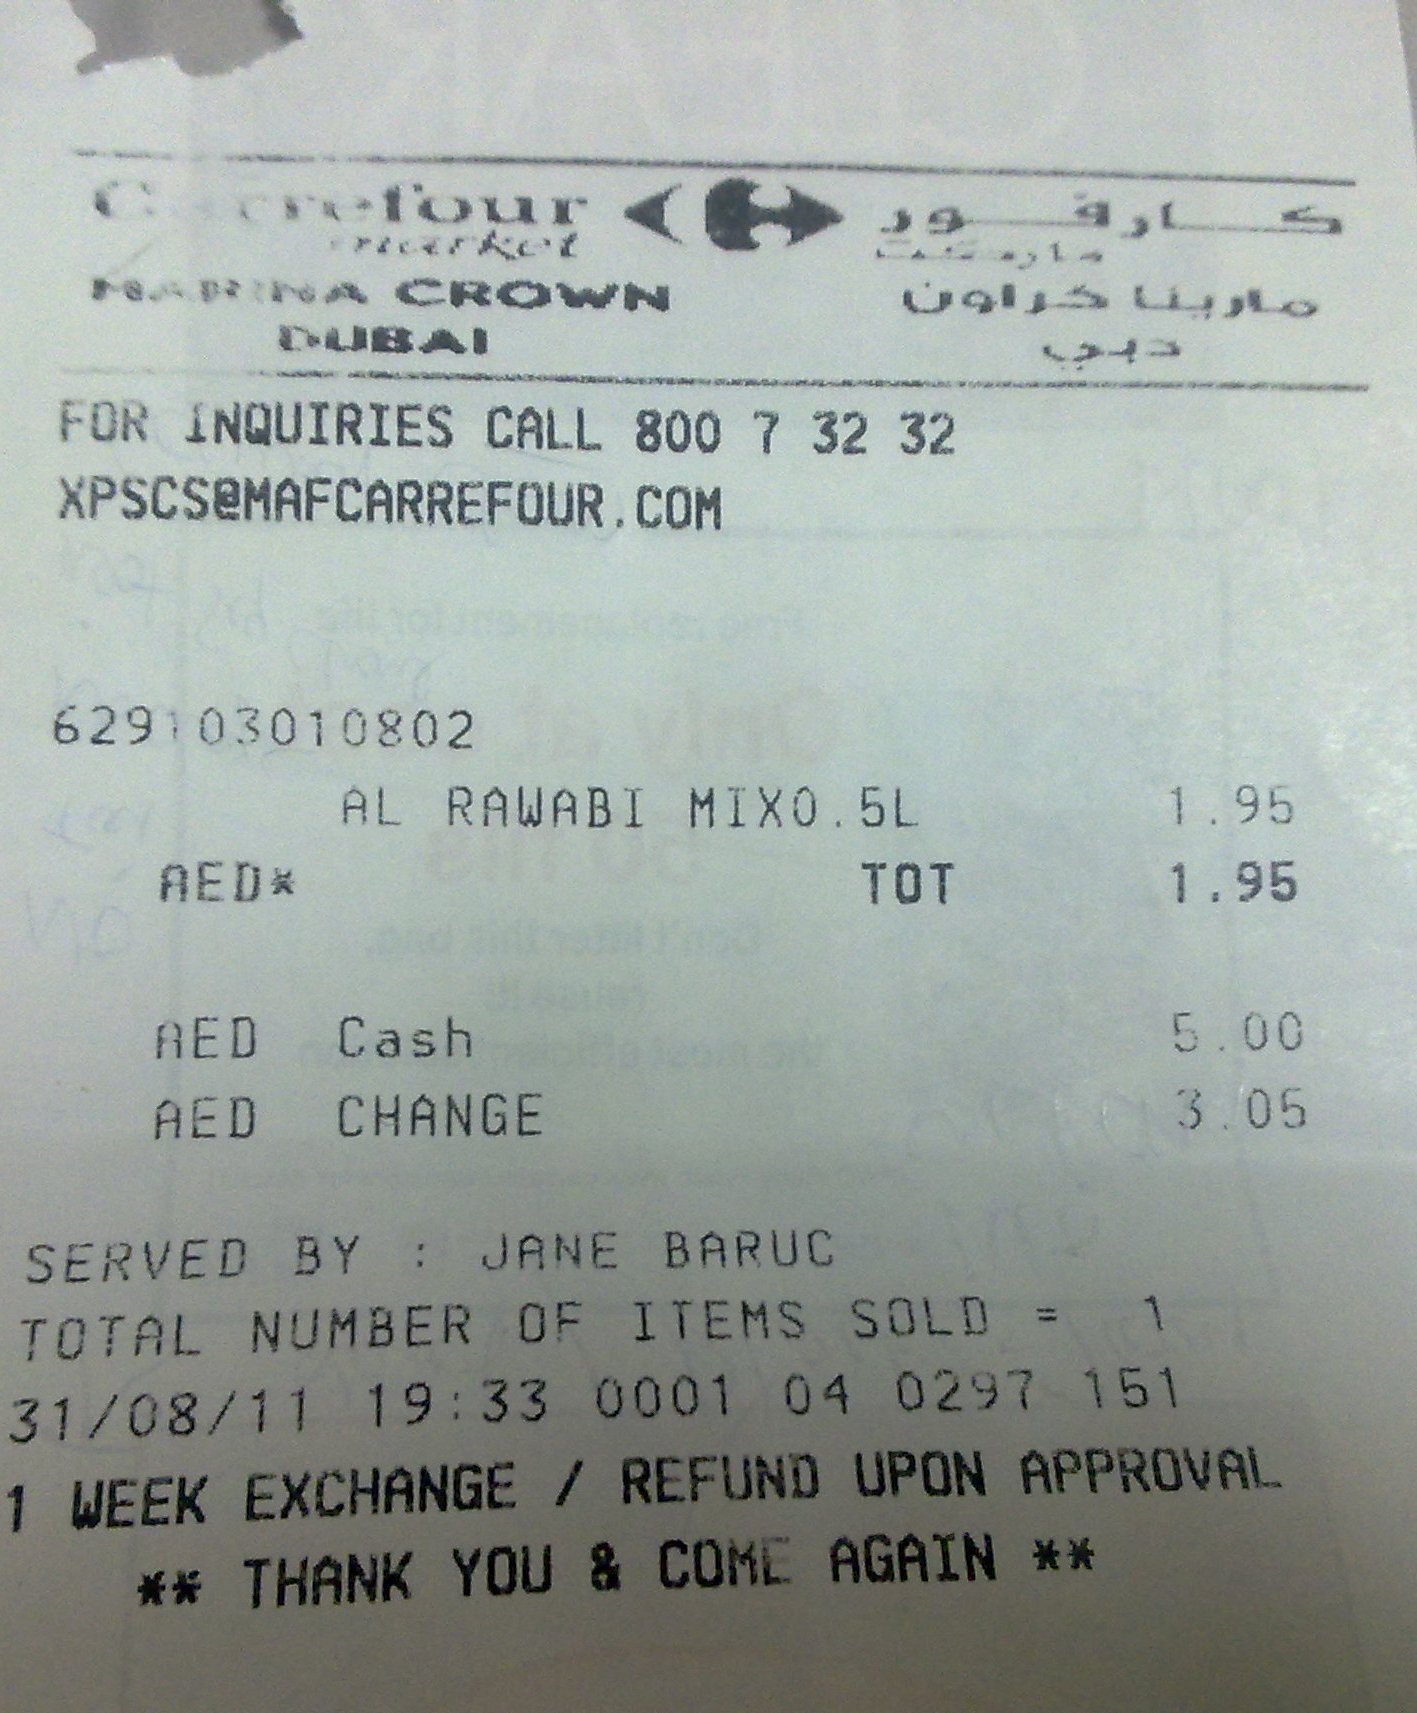 Carrefour كارفور
market ماركت
MARINA CROWN مارينا كراون
DUBAI دبي
FOR INQUIRIES CALL 800 7 32 32
XPSCS@MAFCARREFOUR.COM
629103010802
AL RAWABI MIX0.5L 1.95
AED* TOT 1.95
AED Cash 5.00
AED CHANGE 3.05
SERVED BY : JANE BARUC
TOTAL NUMBER OF ITEMS SOLD = 1
31/08/11 19:33 0001 04 0297 151
1 WEEK EXCHANGE / REFUND UPON APPROVAL
** THANK YOU & COME AGAIN **